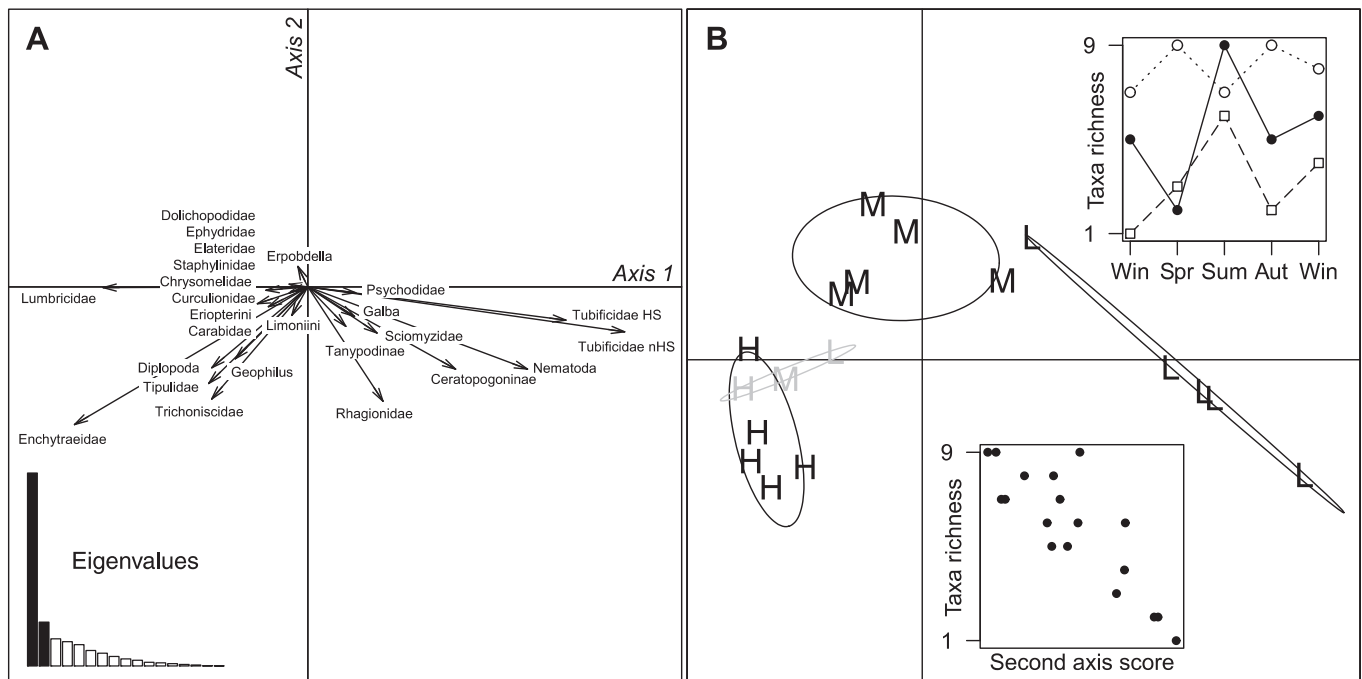 A
Axis 2
Dolichopodidae
Ephydridae
Elateridae
Staphylinidae
Erpobdella
Chrysomelidae
Axis 1
Lumbricidae
Curculionidae
Psychodidae
Eriopterini
Galba
Tubificidae HS
Carabidae
Limoniini
Sciomyzidae
Tubificidae nHS
Tanypodinae
Diplopoda
Geophilus
Nematoda
Ceratopogoninae
Tipulidae
Trichoniscidae
Rhagionidae
Enchytraeidae
Eigenvalues
B
9
Taxa richness
1
Win Spr Sum Aut Win
M
M
L
M
M
M
H
L
L
M
H
L
L
H
H
H
L
H
9
Taxa richness
1
Second axis score